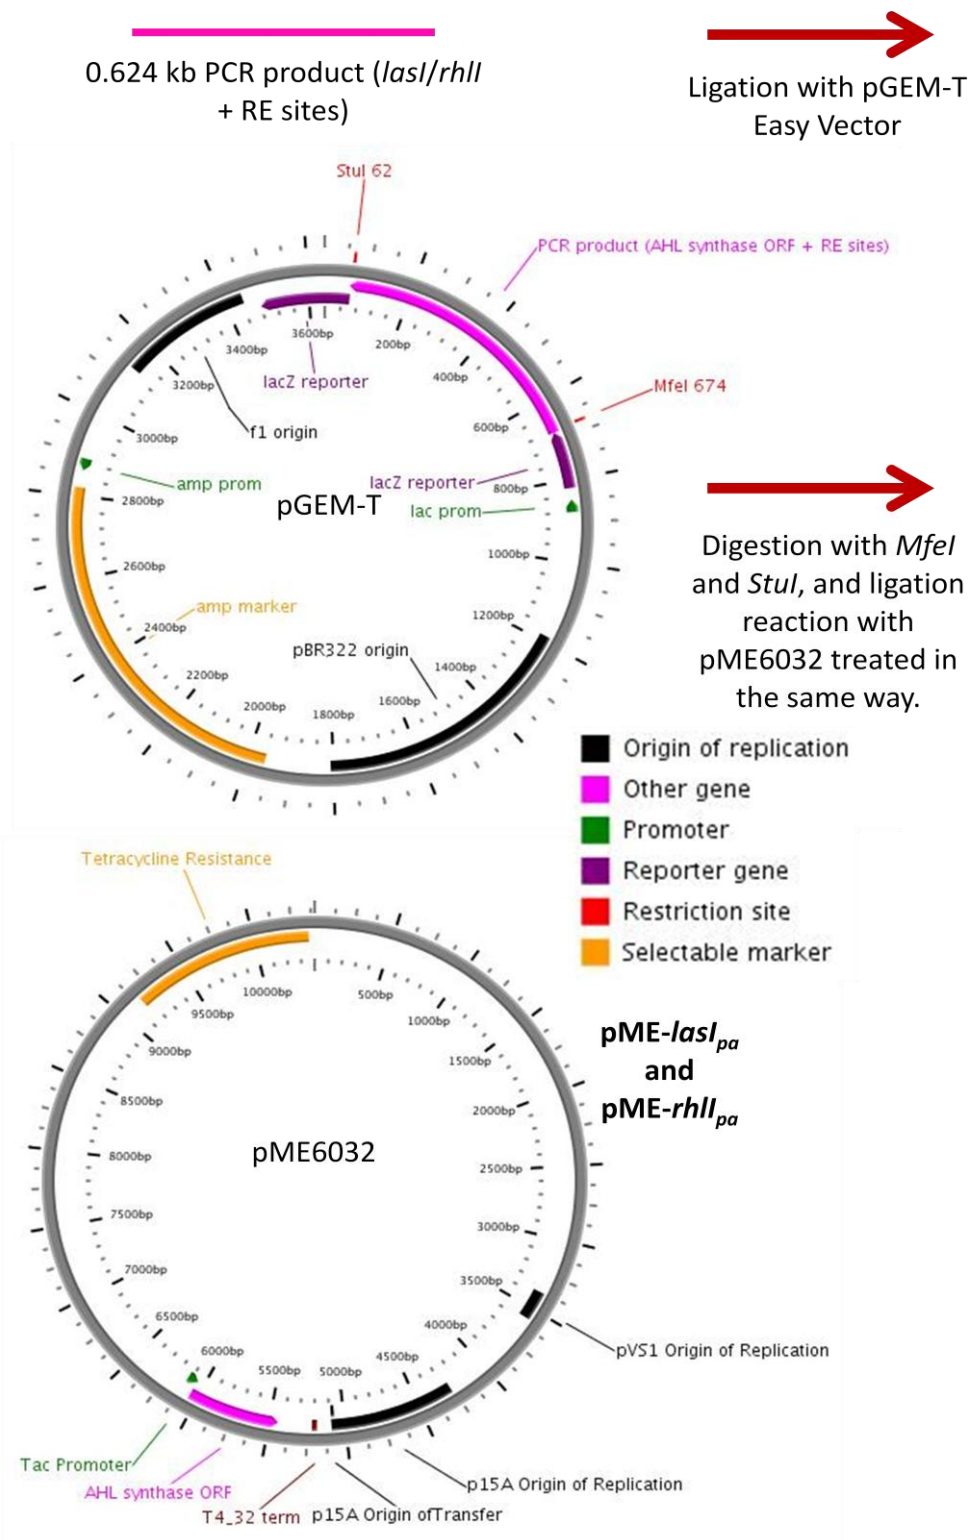 0.624 kb PCR product (lasI/rhlI
+ RE sites)
Ligation with pGEM-T
Easy Vector
StuI 62
PCR product (AHL synthase ORF + RE sites)
3600bp
200bp
3400bp
400bp
3200bp
lacZ reporter
MfeI 674
600bp
3000bp
f1 origin
amp prom
lacZ reporter
800bp
2800bp
pGEM-T
lac prom
1000bp
2600bp
amp marker
2400bp
1200bp
pBR322 origin
1400bp
2200bp
1600bp
2000bp
1800bp
Digestion with MfeI
and StuI, and ligation
reaction with
pME6032 treated in
the same way.
Origin of replication
Other gene
Promoter
Reporter gene
Restriction site
Selectable marker
Tetracycline Resistance
10000bp
500bp
9500bp
1000bp
9000bp
1500bp
8500bp
2000bp
8000bp
pME6032
2500bp
7500bp
3000bp
7000bp
3500bp
6500bp
4000bp
6000bp
4500bp
5500bp
5000bp
pME-lasIpa
and
pME-rhlIpa
pVS1 Origin of Replication
Tac Promoter
AHL synthase ORF
T4_32 term
p15A Origin ofTransfer
p15A Origin of Replication